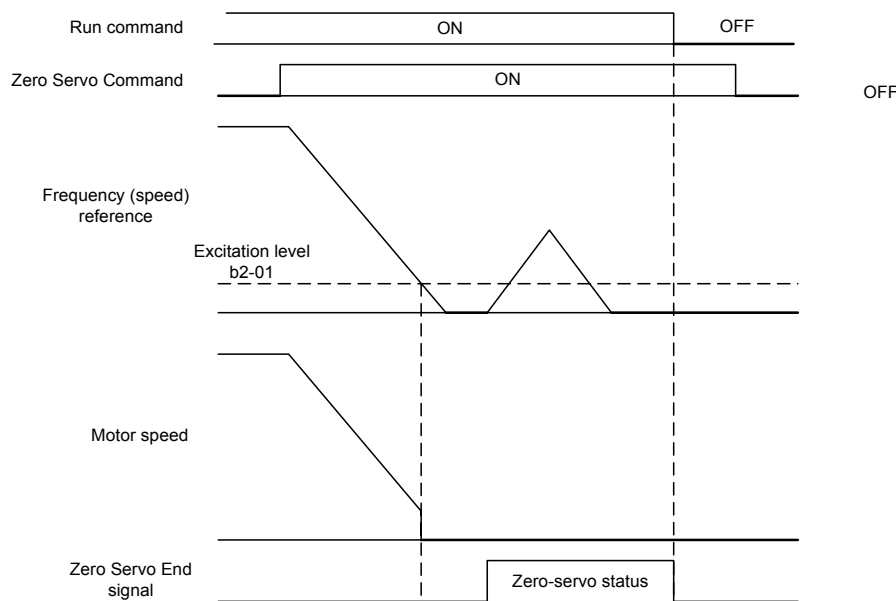 Run command
ON
OFF
Zero Servo Command
ON
OFF
Frequency (speed)
reference
Excitation level
b2-01
Motor speed
Zero Servo End
signal
Zero-servo status